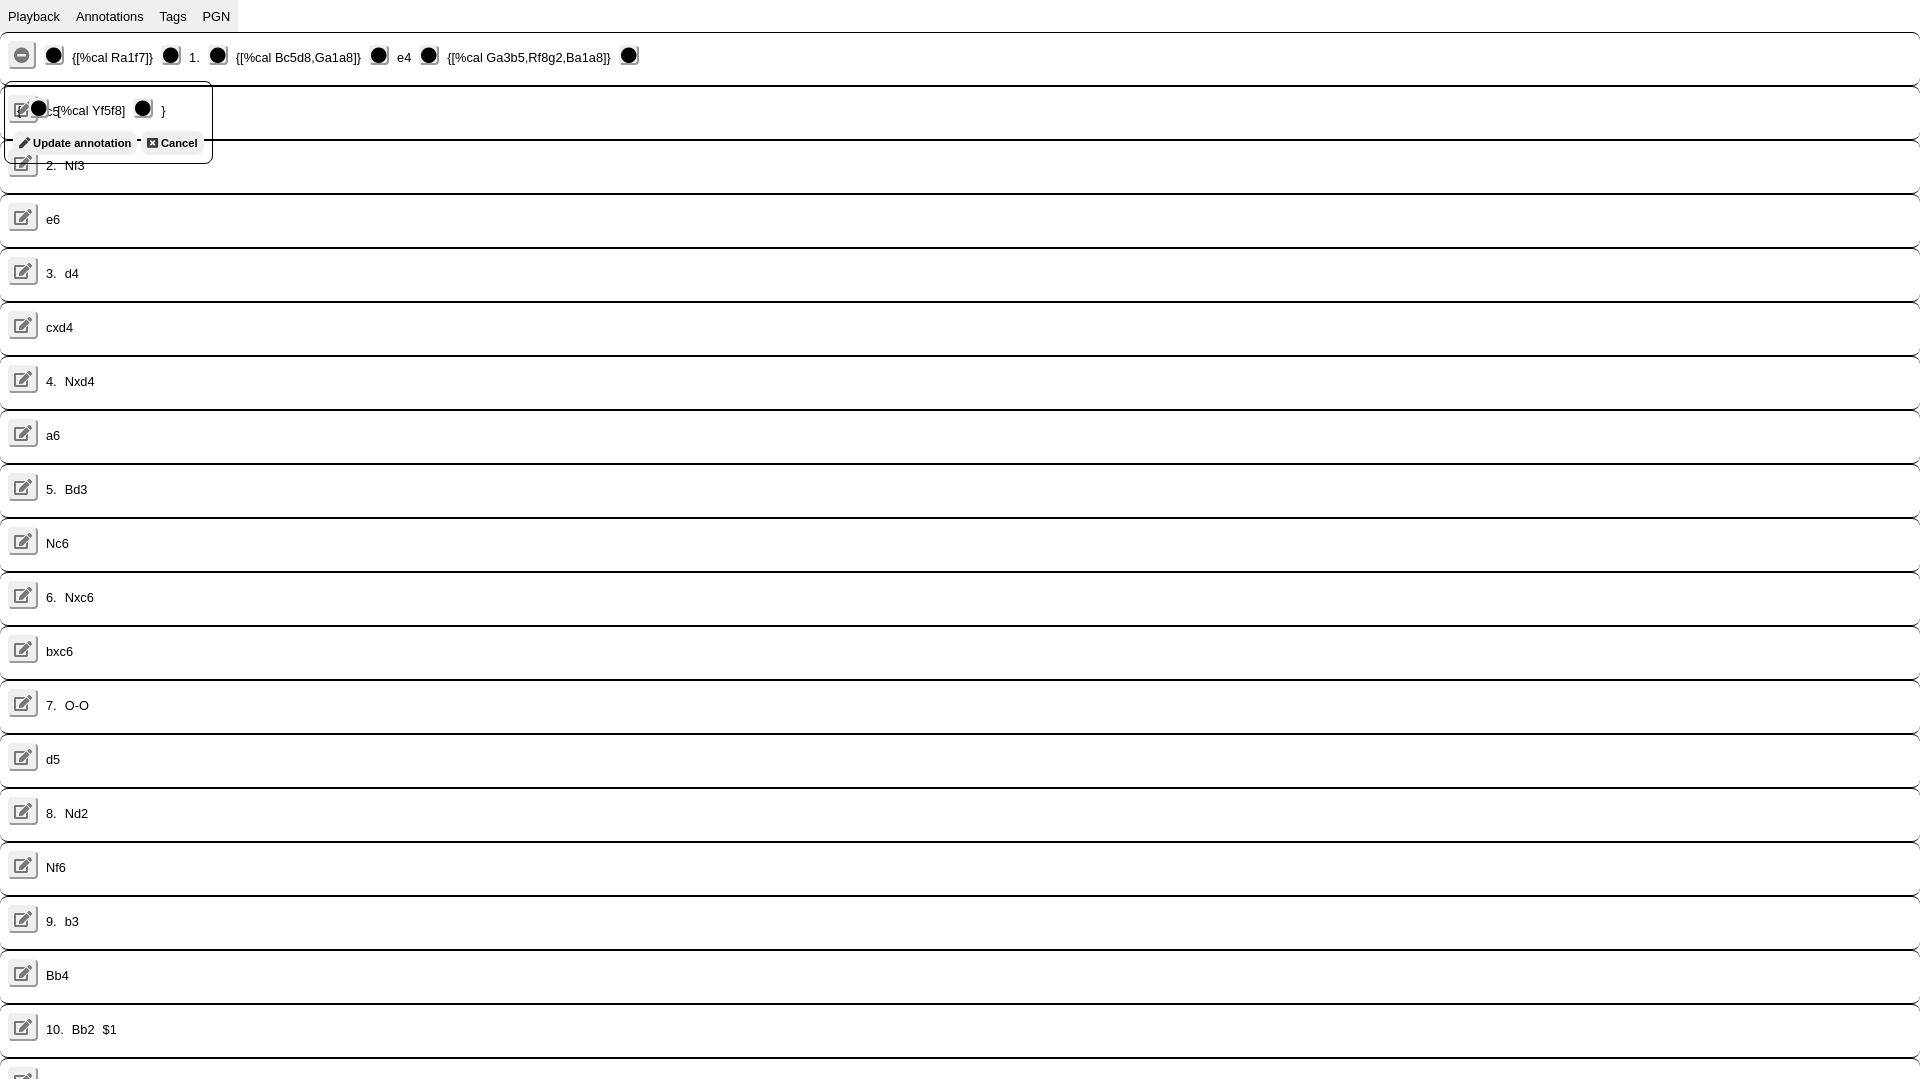 Playback Annotations Tags PGN
{[%cal Ra1f7]} 1. {[%cal Bc5d8,Ga1a8]} e4 {[%cal Ga3b5,Rf8g2,Ba1a8]}
{ c5 [%cal Yf5f8] }
Update annotation Cancel
2. Nf3
e6
3. d4
cxd4
4. Nxd4
a6
5. Bd3
Nc6
6. Nxc6
bxc6
7. O-O
d5
8. Nd2
Nf6
9. b3
Bb4
10. Bb2 $1